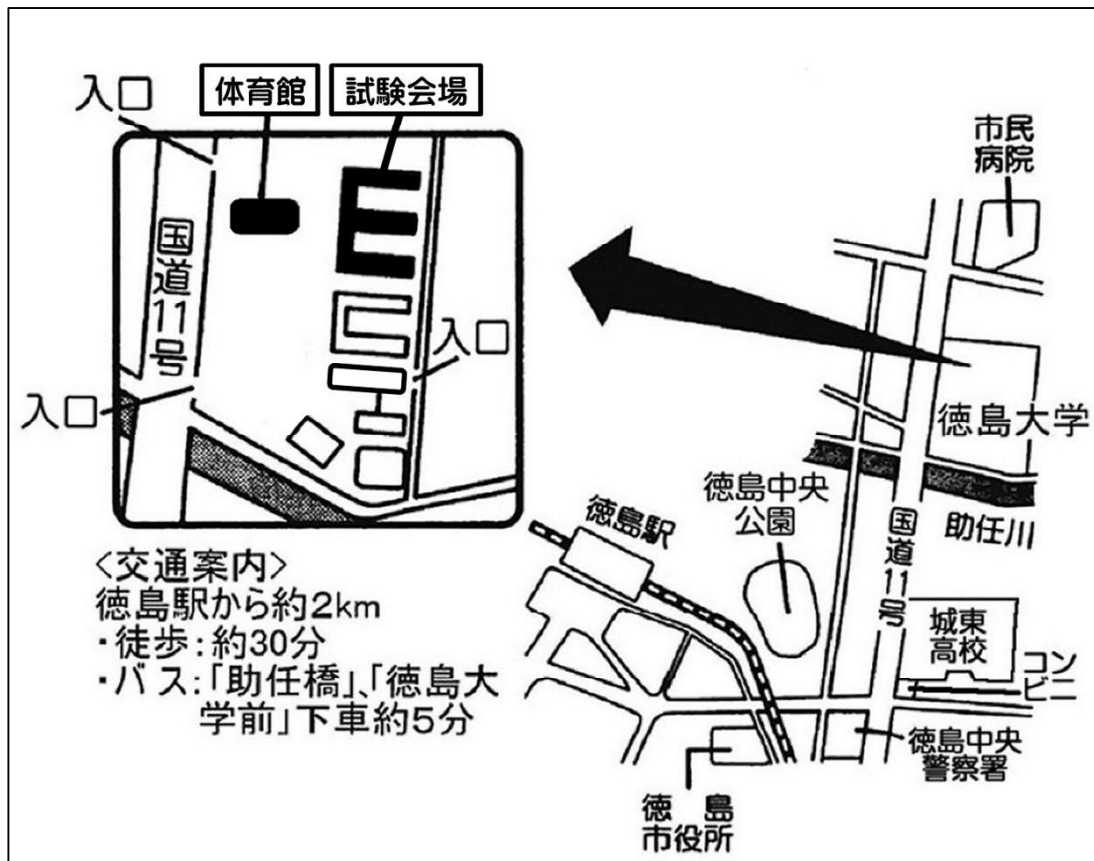 入口
体育館
試験会場
国道11号
入口
入口
<交通案内>
徳島駅から約2km
・徒歩:約30分
・バス:「助任橋」、「徳島大
学前」下車約5分
市民
病院
徳島大学
助任川
徳島中央
公園
徳島駅
国道11号
城東
高校
コン
ビニ
徳島中央
警察署
徳島
市役所